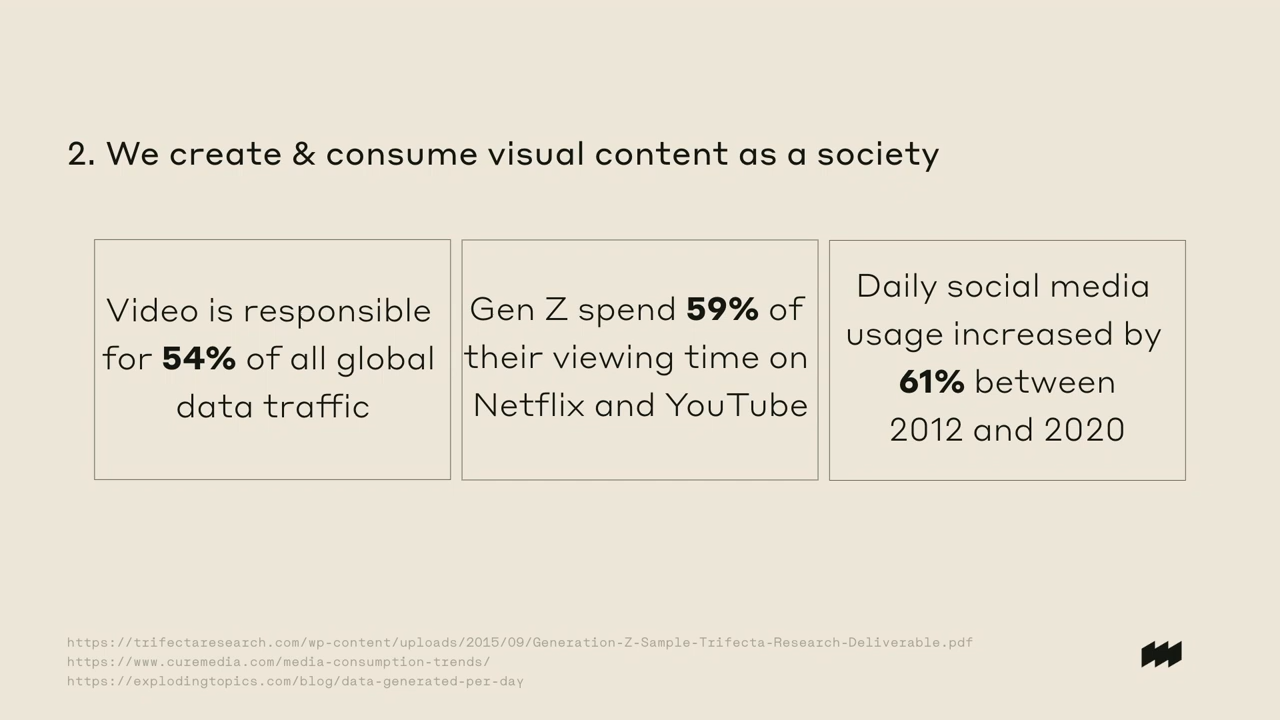 2. We create & consume visual content as a society
Video is responsible
for 54% of all global
data traffic
Gen Z spend 59% of
their viewing time on
Netflix and YouTube
Daily social media
usage increased by
61% between
2012 and 2020
https://trifectaresearch.com/wp-content/uploads/2015/09/Generation-Z-Sample-Trifecta-Research-Deliverable.pdf
https://www.curemedia.com/media-consumption-trends/
https://explodingtopics.com/blog/data-generated-per-day